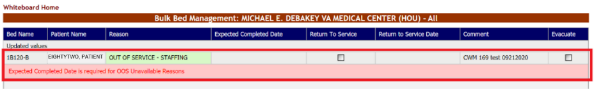 Whiteboard Home
Bulk Bed Management: MICHAEL E. DEBAKEY VA MEDICAL CENTER (HOU) - All
Bed Name Patient Name Reason Expected Completed Date Return To Service Return to Service Date Comment Evacuate
Updated values
1B120-B EIGHTYTWO, PATIENT OUT OF SERVICE - STAFFING CWM 169 test 09212020
Expected Completed Date is required for OOS Unavailable Reasons